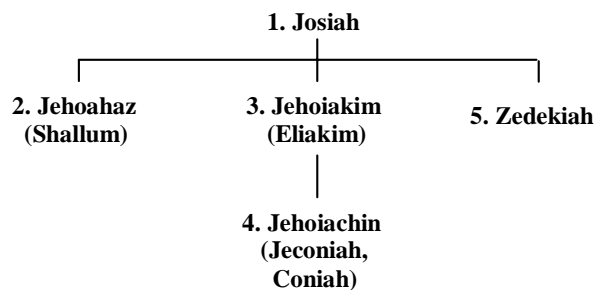 1. Josiah
2. Jehoahaz
(Shallum)
3. Jehoiakim
(Eliakim)
5. Zedekiah
4. Jehoiachin
(Jeconiah,
Coniah)